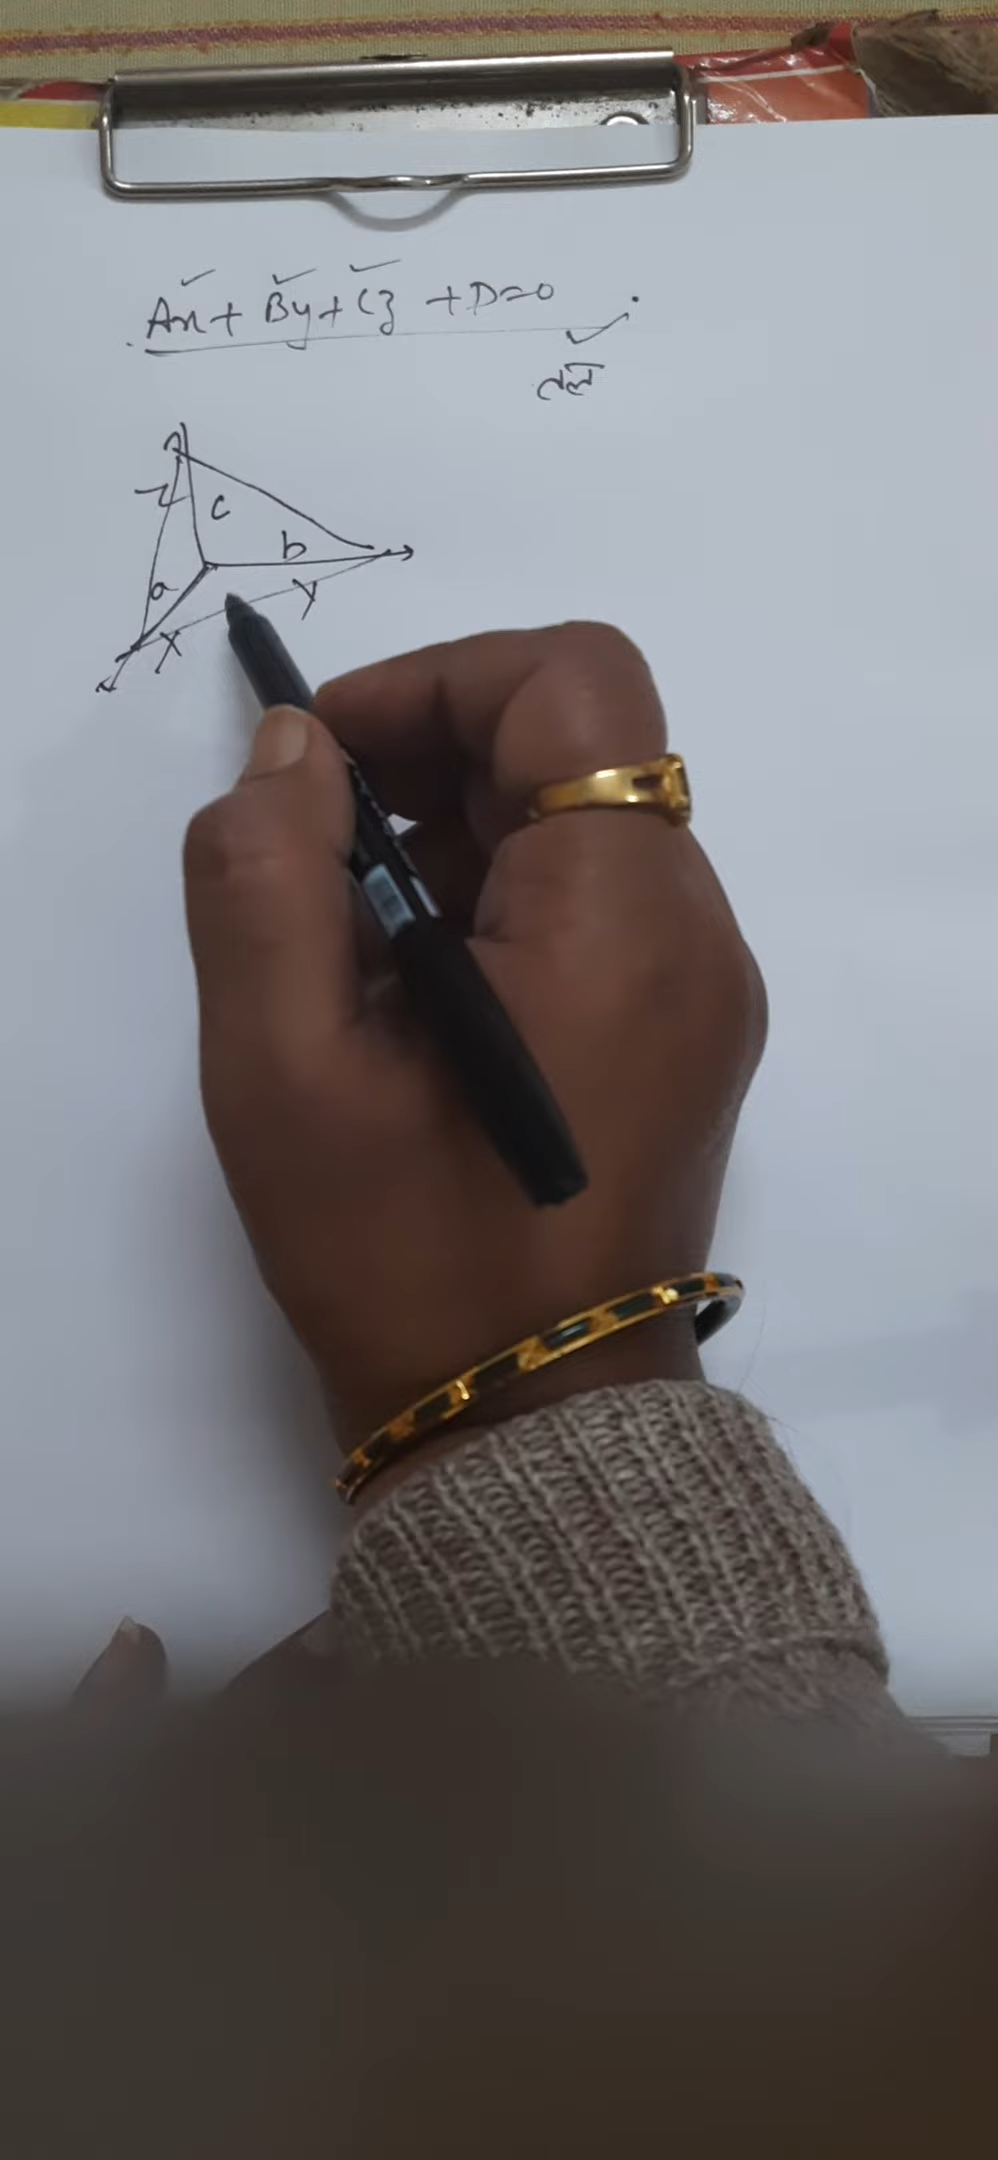 Ax + By + Cz + D = 0
तल
Z
c
b
a
y
X